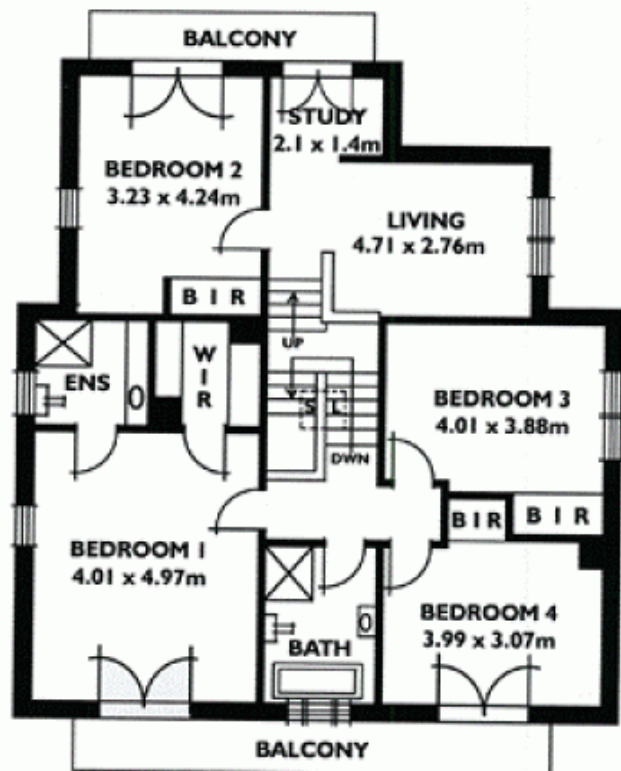 BALCONY
STUDY
2.1 x 1.4m
BEDROOM 2
3.23 x 4.24m
LIVING
4.71 x 2.76m
B I R
UP
W
I
R
ENS
S L
BEDROOM 3
4.01 x 3.88m
DWN
B I R
B I R
BEDROOM 1
4.01 x 4.97m
BEDROOM 4
3.99 x 3.07m
BATH
BALCONY